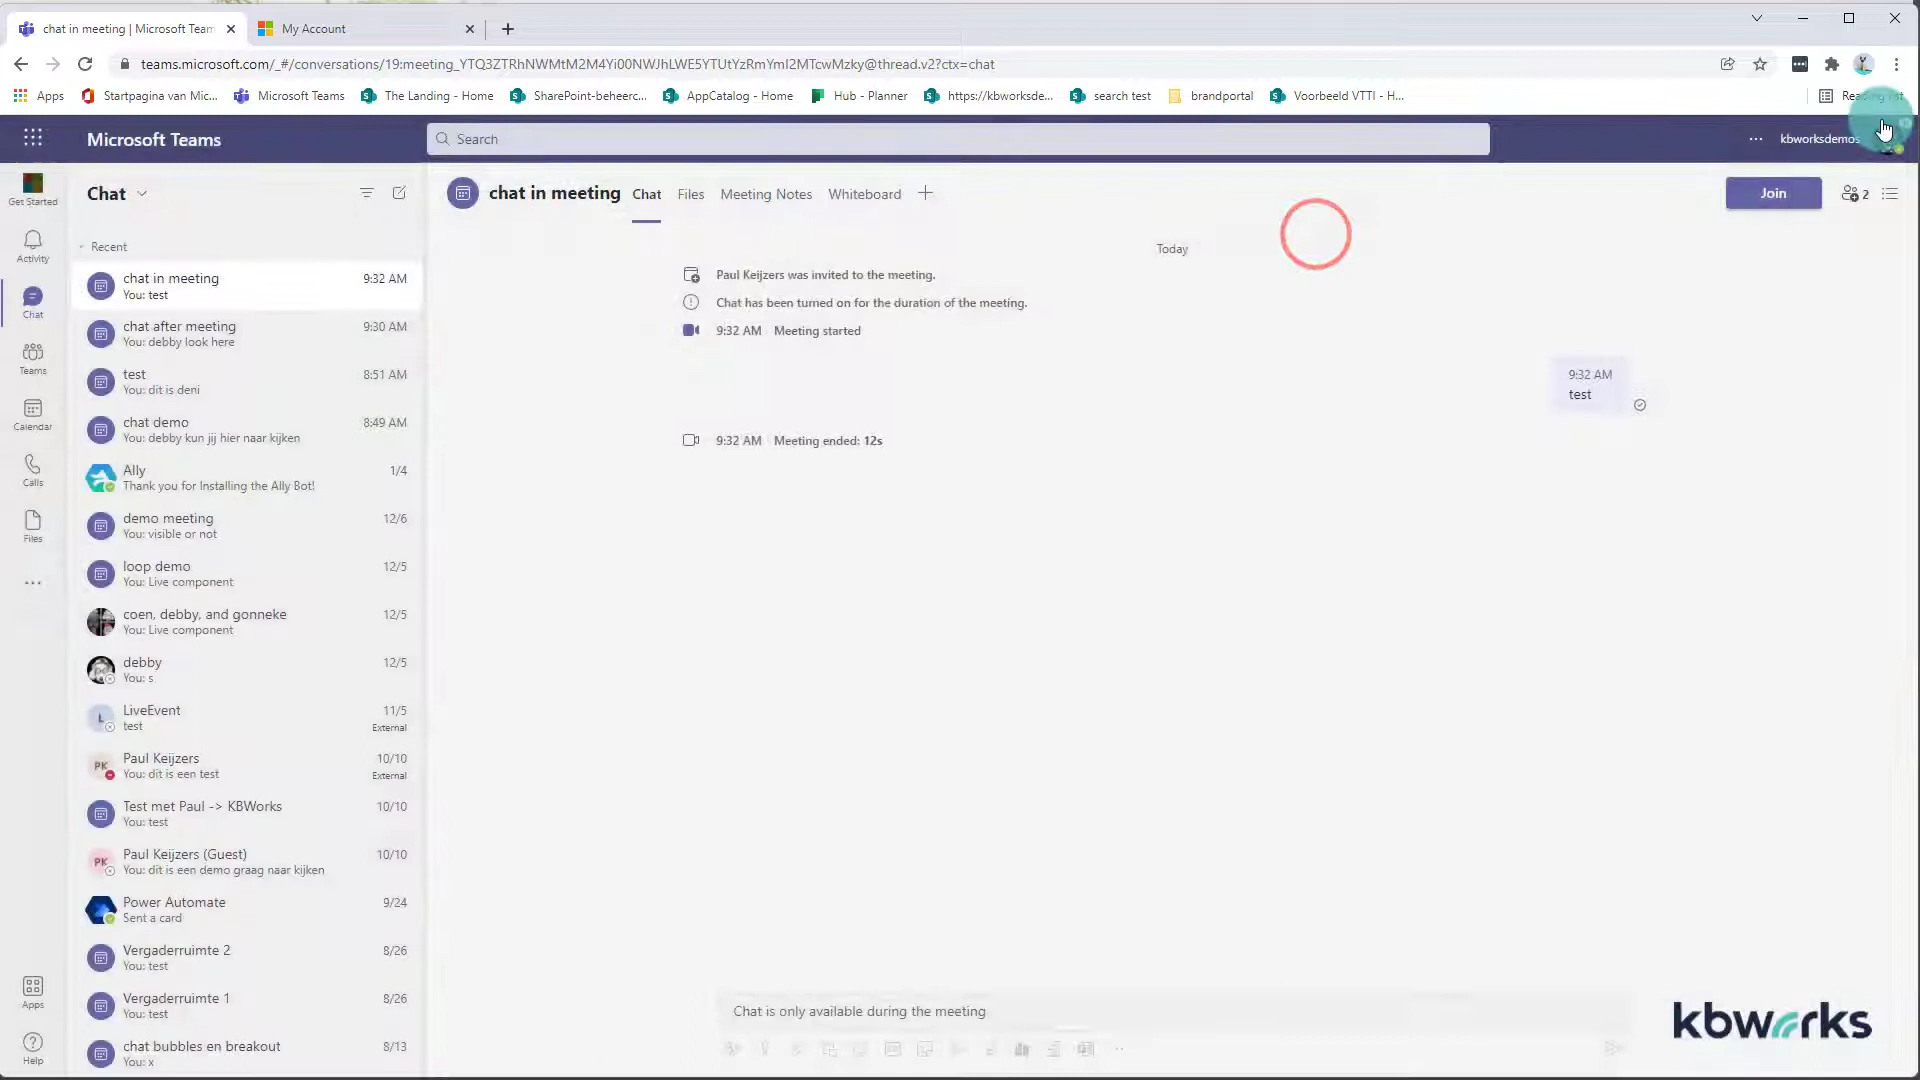 chat in meeting | Microsoft Team
My Account
teams.microsoft.com/_#/conversations/19:meeting_YTQ3ZTRhNWMtM2M4Yi00NWJhLWE5YTUtYzRmYmI2MTcwMzky@thread.v2?ctx=chat
Apps
Startpagina van Mic...
Microsoft Teams
The Landing - Home
SharePoint-beheerc...
AppCatalog - Home
Hub - Planner
https://kbworksde...
search test
brandportal
Voorbeeld VTTI - H...
Reading list
Microsoft Teams
Search
kbworksdemos
Get Started
Activity
Chat
Teams
Calendar
Calls
Files
Apps
Help
Chat
Recent
chat in meeting 9:32 AM
You: test
chat after meeting 9:30 AM
You: debby look here
test 8:51 AM
You: dit is deni
chat demo 8:49 AM
You: debby kun jij hier naar kijken
Ally 1/4
Thank you for Installing the Ally Bot!
demo meeting 12/6
You: visible or not
loop demo 12/5
You: Live component
coen, debby, and gonneke 12/5
You: Live component
debby 12/5
You: s
LiveEvent 11/5
test External
PK Paul Keijzers 10/10
You: dit is een test External
Test met Paul -> KBWorks 10/10
You: test
PK Paul Keijzers (Guest) 10/10
You: dit is een demo graag naar kijken
Power Automate 9/24
Sent a card
Vergaderruimte 2 8/26
You: test
Vergaderruimte 1 8/26
You: test
chat bubbles en breakout 8/13
You: x
chat in meeting Chat Files Meeting Notes Whiteboard
Join 2
Today
Paul Keijzers was invited to the meeting.
Chat has been turned on for the duration of the meeting.
9:32 AM Meeting started
9:32 AM
test
9:32 AM Meeting ended: 12s
Chat is only available during the meeting
kbworks